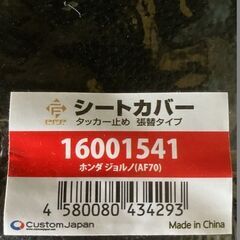 シートカバー
タッカー止め 張替タイプ
16001541
ホンダ ジョルノ(AF70)
4 580080 434293
CustomJapan
Made in China